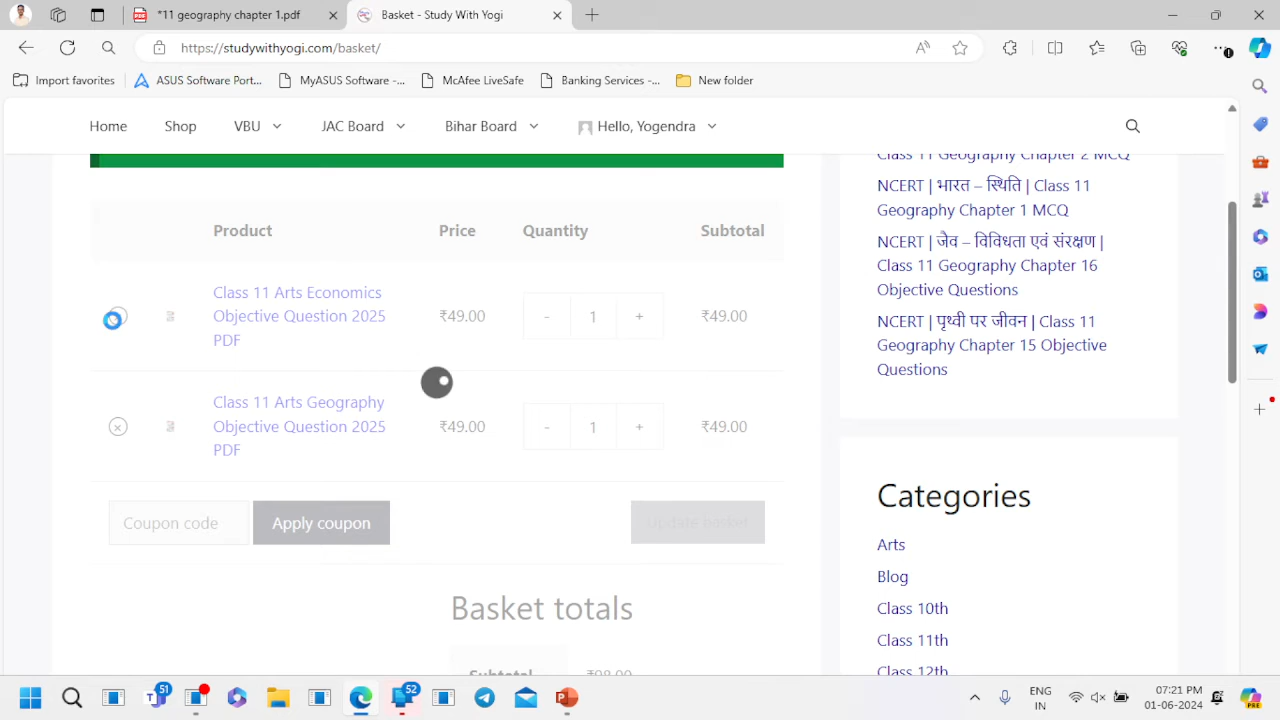 *11 geography chapter 1.pdf
Basket - Study With Yogi
https://studywithyogi.com/basket/
Import favorites
ASUS Software Port...
MyASUS Software -...
McAfee LiveSafe
Banking Services -...
New folder
Home
Shop
VBU
JAC Board
Bihar Board
Hello, Yogendra
Class 11 Geography Chapter 2 MCQ
NCERT | भारत – स्थिति | Class 11
Geography Chapter 1 MCQ
NCERT | जैव – विविधता एवं संरक्षण |
Class 11 Geography Chapter 16
Objective Questions
NCERT | पृथ्वी पर जीवन | Class 11
Geography Chapter 15 Objective
Questions
Product
Price
Quantity
Subtotal
Class 11 Arts Economics
Objective Question 2025
PDF
₹49.00
- 1 +
₹49.00
Class 11 Arts Geography
Objective Question 2025
PDF
₹49.00
- 1 +
₹49.00
Coupon code
Apply coupon
Update basket
Basket totals
Subtotal
₹98.00
Categories
Arts
Blog
Class 10th
Class 11th
Class 12th
51
52
ENG
IN
07:21 PM
01-06-2024
PRE